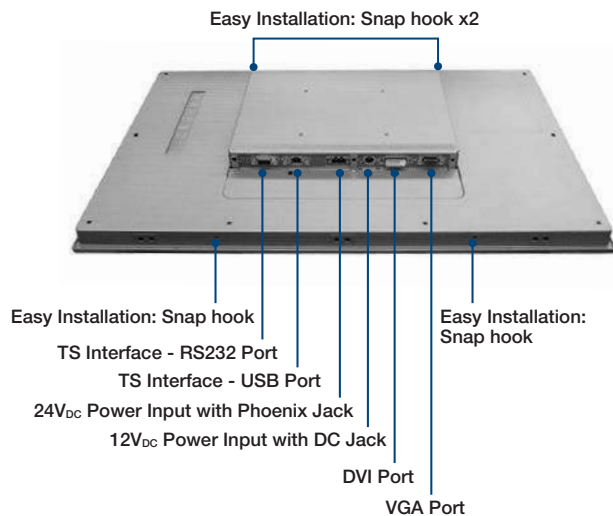 Easy Installation: Snap hook x2
Easy Installation: Snap hook
Easy Installation:
Snap hook
TS Interface - RS232 Port
TS Interface - USB Port
24VDC Power Input with Phoenix Jack
12VDC Power Input with DC Jack
DVI Port
VGA Port